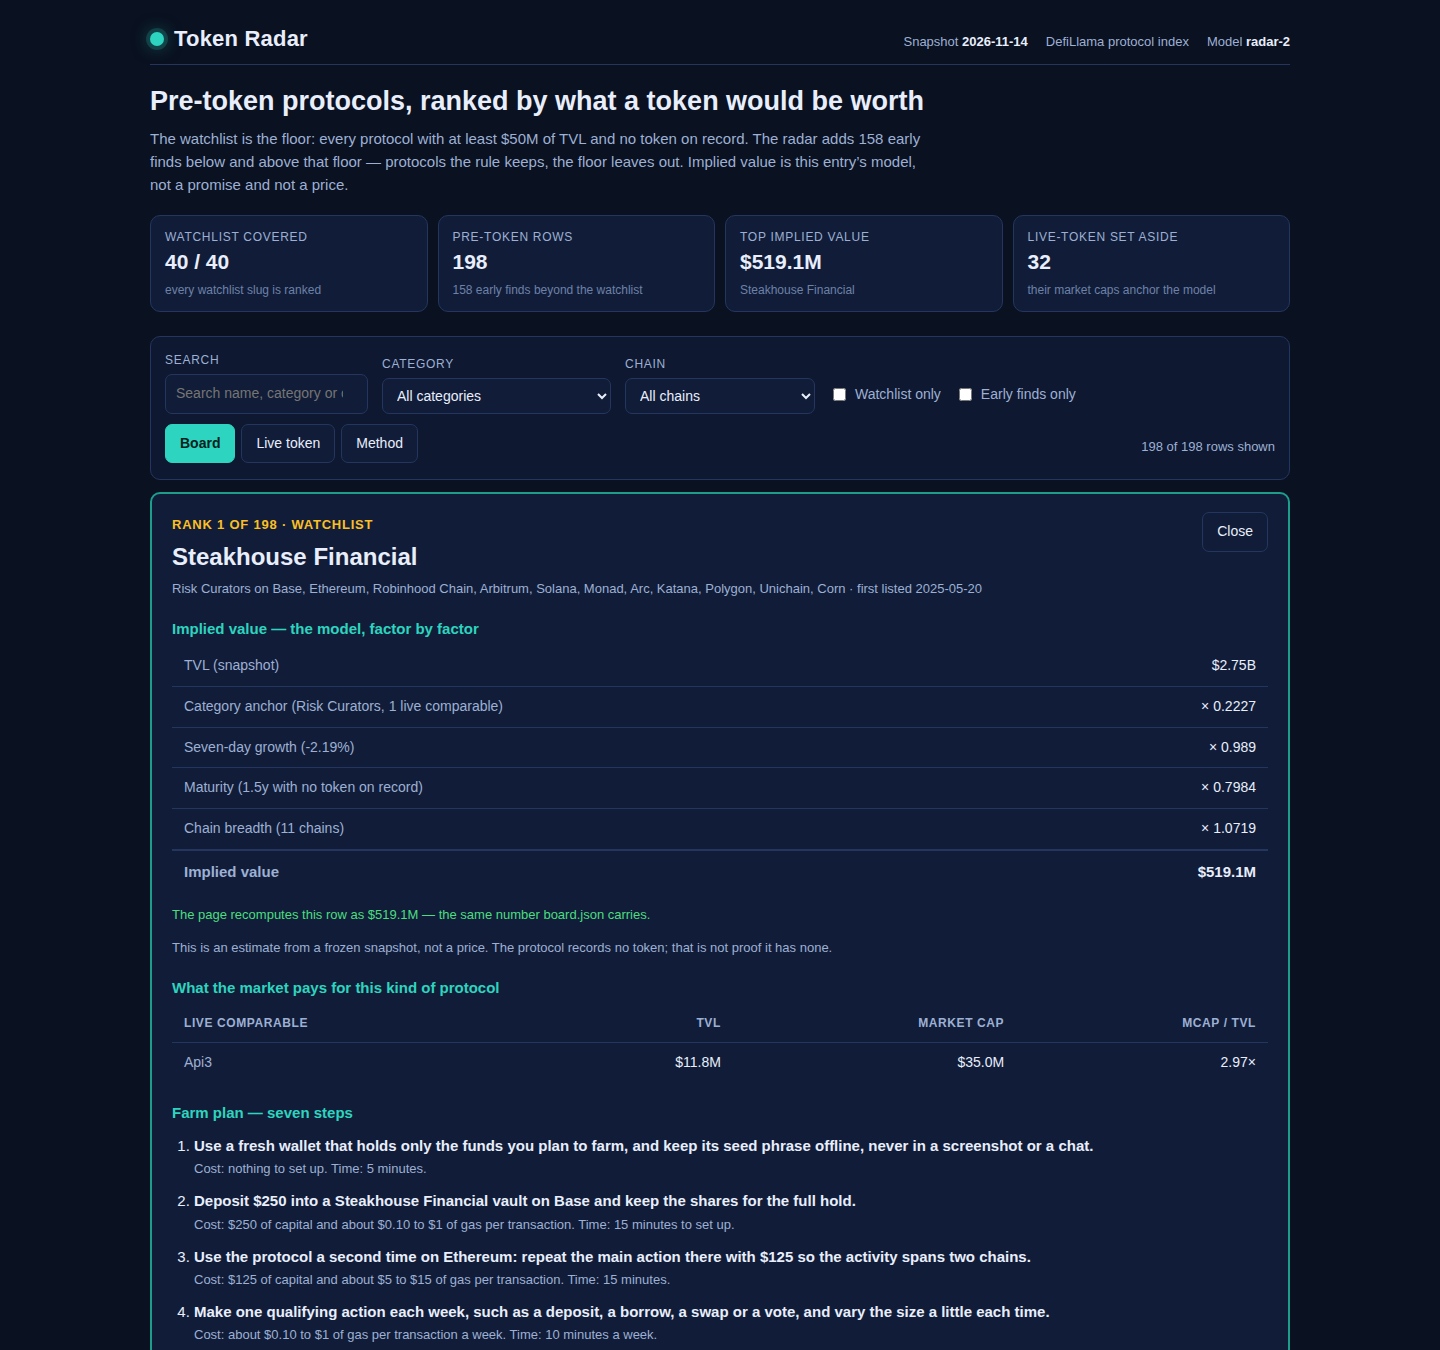 Token Radar
Snapshot 2026-11-14 DefiLlama protocol index Model radar-2
Pre-token protocols, ranked by what a token would be worth
The watchlist is the floor: every protocol with at least $50M of TVL and no token on record. The radar adds 158 early
finds below and above that floor — protocols the rule keeps, the floor leaves out. Implied value is this entry's model,
not a promise and not a price.
WATCHLIST COVERED
40 / 40
every watchlist slug is ranked
PRE-TOKEN ROWS
198
158 early finds beyond the watchlist
TOP IMPLIED VALUE
$519.1M
Steakhouse Financial
LIVE-TOKEN SET ASIDE
32
their market caps anchor the model
SEARCH
Search name, category or
CATEGORY
All categories
CHAIN
All chains
Watchlist only
Early finds only
Board Live token Method
198 of 198 rows shown
RANK 1 OF 198 · WATCHLIST
Close
Steakhouse Financial
Risk Curators on Base, Ethereum, Robinhood Chain, Arbitrum, Solana, Monad, Arc, Katana, Polygon, Unichain, Corn · first listed 2025-05-20
Implied value — the model, factor by factor
TVL (snapshot) $2.75B
Category anchor (Risk Curators, 1 live comparable) × 0.2227
Seven-day growth (-2.19%) × 0.989
Maturity (1.5y with no token on record) × 0.7984
Chain breadth (11 chains) × 1.0719
Implied value $519.1M
The page recomputes this row as $519.1M — the same number board.json carries.
This is an estimate from a frozen snapshot, not a price. The protocol records no token; that is not proof it has none.
What the market pays for this kind of protocol
LIVE COMPARABLE TVL MARKET CAP MCAP / TVL
Api3 $11.8M $35.0M 2.97×
Farm plan — seven steps
1. Use a fresh wallet that holds only the funds you plan to farm, and keep its seed phrase offline, never in a screenshot or a chat.
Cost: nothing to set up. Time: 5 minutes.
2. Deposit $250 into a Steakhouse Financial vault on Base and keep the shares for the full hold.
Cost: $250 of capital and about $0.10 to $1 of gas per transaction. Time: 15 minutes to set up.
3. Use the protocol a second time on Ethereum: repeat the main action there with $125 so the activity spans two chains.
Cost: $125 of capital and about $5 to $15 of gas per transaction. Time: 15 minutes.
4. Make one qualifying action each week, such as a deposit, a borrow, a swap or a vote, and vary the size a little each time.
Cost: about $0.10 to $1 of gas per transaction a week. Time: 10 minutes a week.